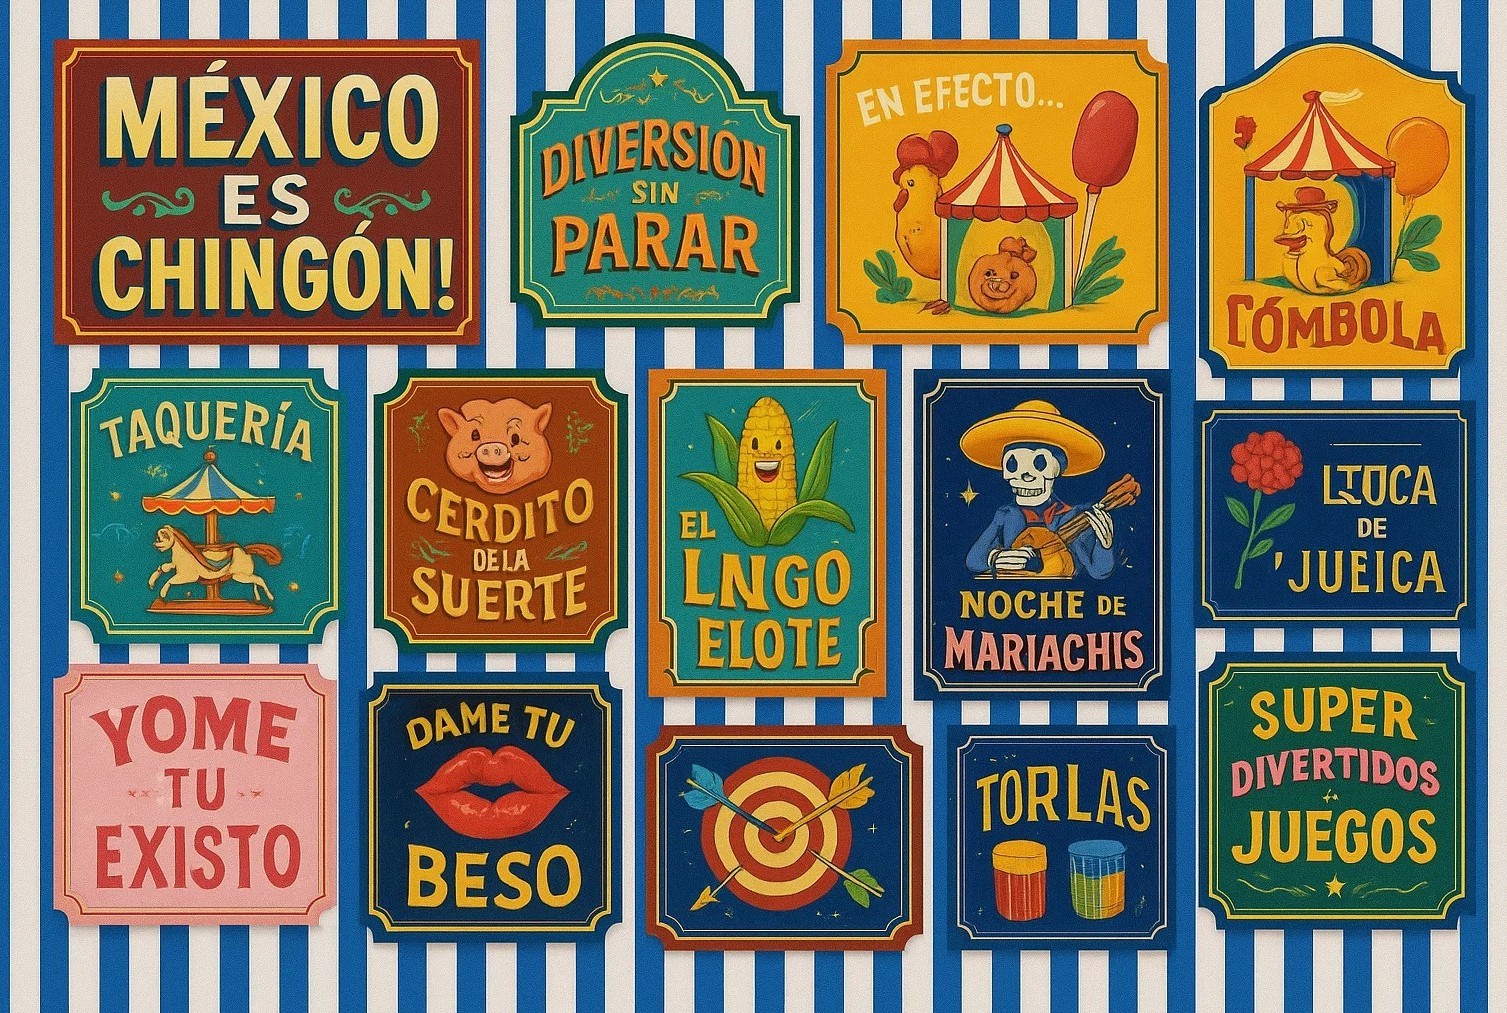 MÉXICO
ES
CHINGÓN!
DIVERSIÓN
SIN
PARAR
EN EFECTO...
CÓMBOLA
TAQUERÍA
CERDITO
DE LA
SUERTE
EL
LNGO
ELOTE
NOCHE DE
MARIACHIS
DE
'JUEICA
YOME
TU
EXISTO
DAME TU
BESO
TORLAS
SUPER
DIVERTIDOS
JUEGOS